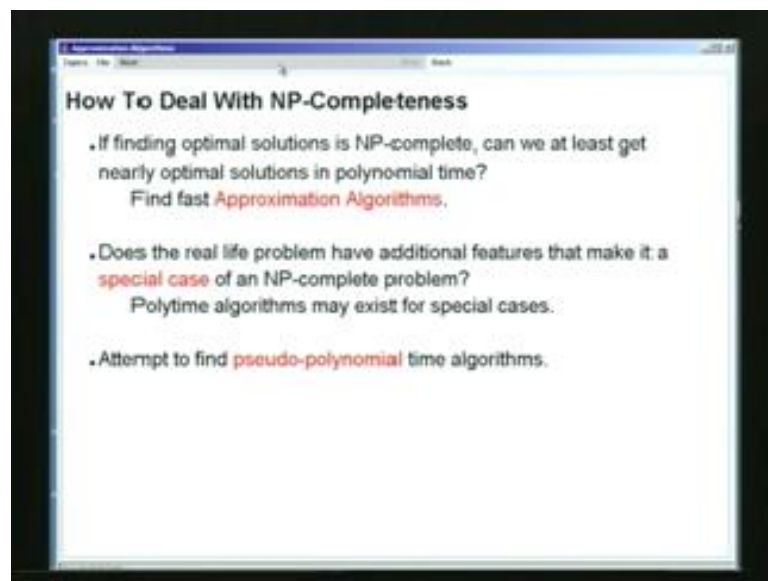 Approximation Algorithms
How To Deal With NP-Completeness
If finding optimal solutions is NP-complete, can we at least get
nearly optimal solutions in polynomial time?
Find fast Approximation Algorithms.
Does the real life problem have additional features that make it a
special case of an NP-complete problem?
Polytime algorithms may exist for special cases.
Attempt to find pseudo-polynomial time algorithms.